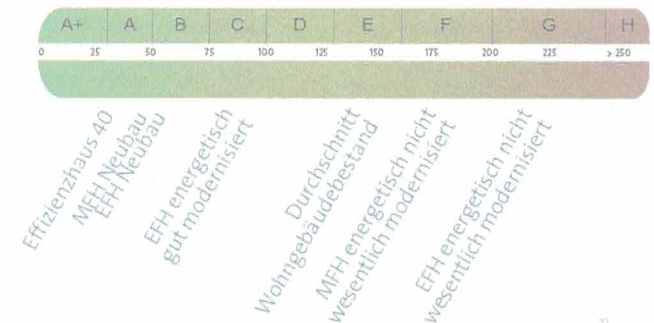 A+ A B C D E F G H
0 25 50 75 100 125 150 175 200 225 > 250
Effizienzhaus 40
MFH Neubau
EFH Neubau
EFH energetisch
gut modernisiert
Durchschnitt
Wohngebäudebestand
MFH energetisch nicht
wesentlich modernisiert
EFH energetisch nicht
wesentlich modernisiert